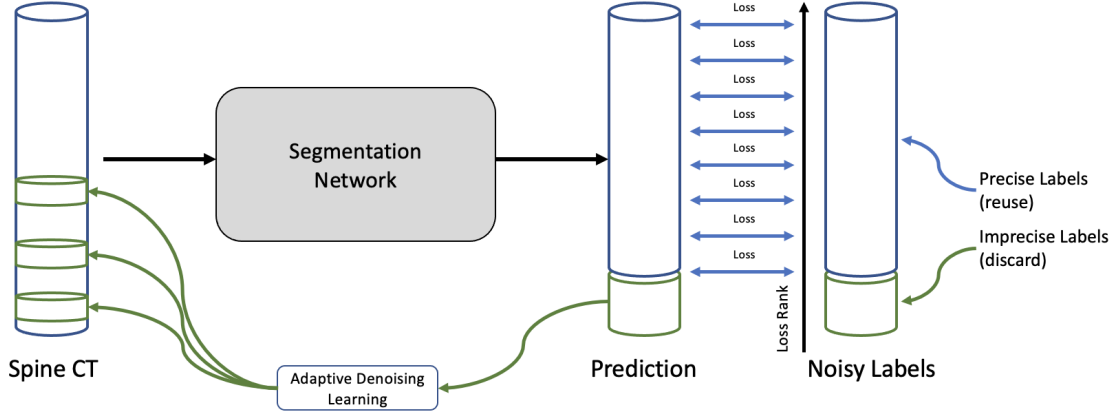 Loss
Loss
Loss
Loss
Loss
Loss
Loss
Loss
Segmentation
Network
Precise Labels
(reuse)
Imprecise Labels
(discard)
Loss Rank
Spine CT
Prediction
Noisy Labels
Adaptive Denoising
Learning